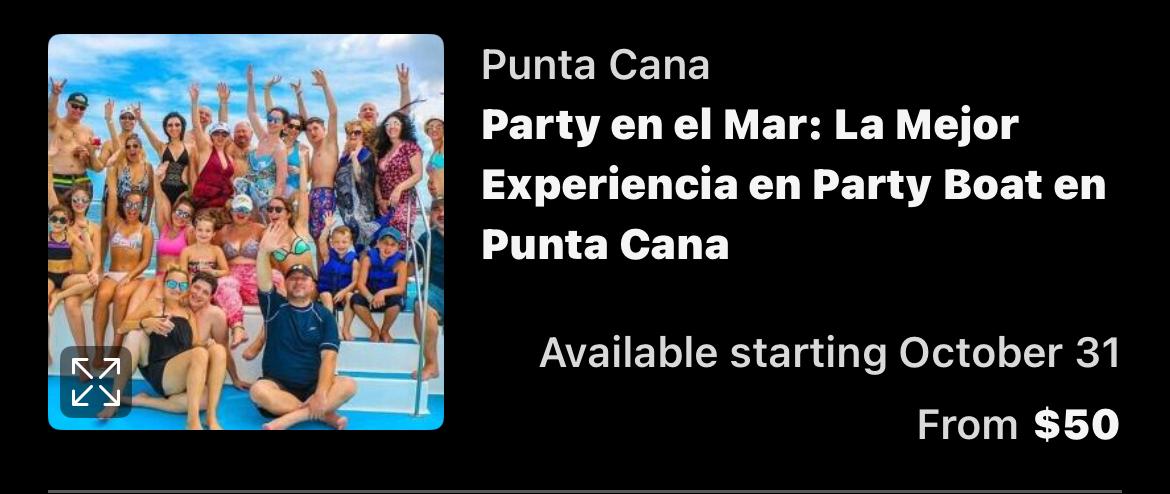 Punta Cana
Party en el Mar: La Mejor
Experiencia en Party Boat en
Punta Cana
Available starting October 31
From $50